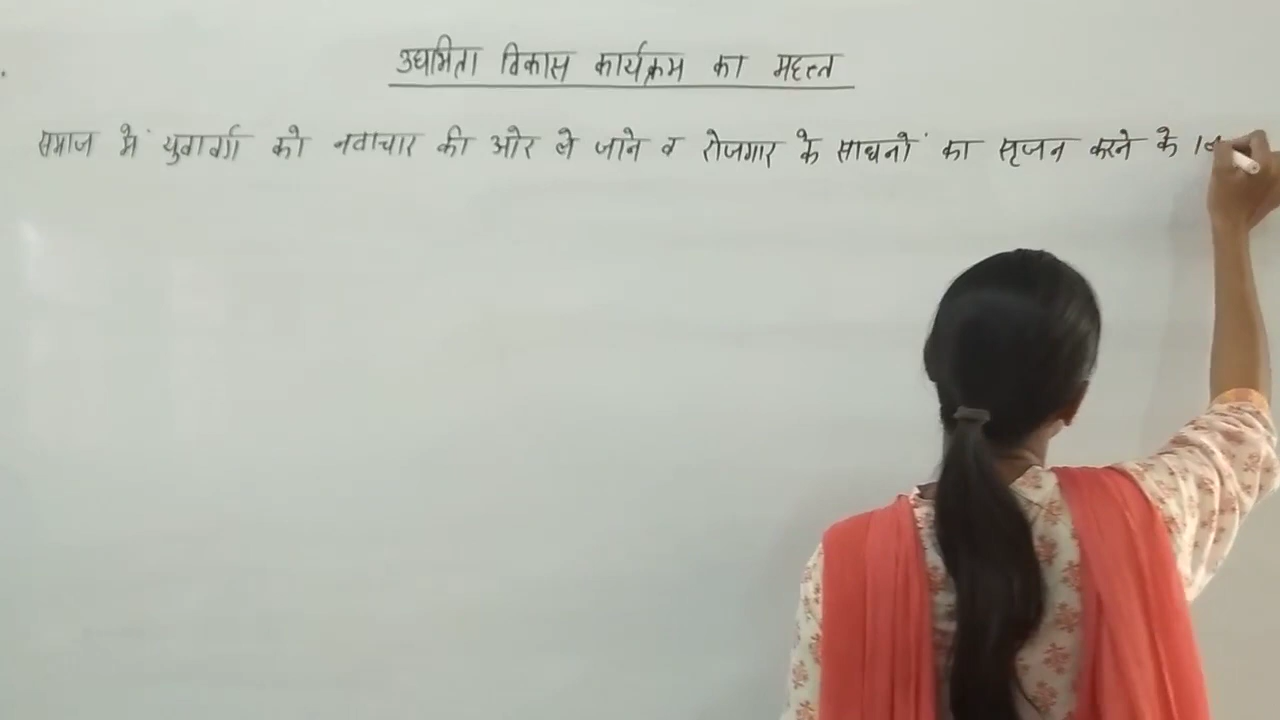 उद्यमिता विकास कार्यक्रम का महत्त्व
समाज में युवावर्ग को नवाचार की ओर ले जाने व रोजगार के साधनों का सृजन करने के